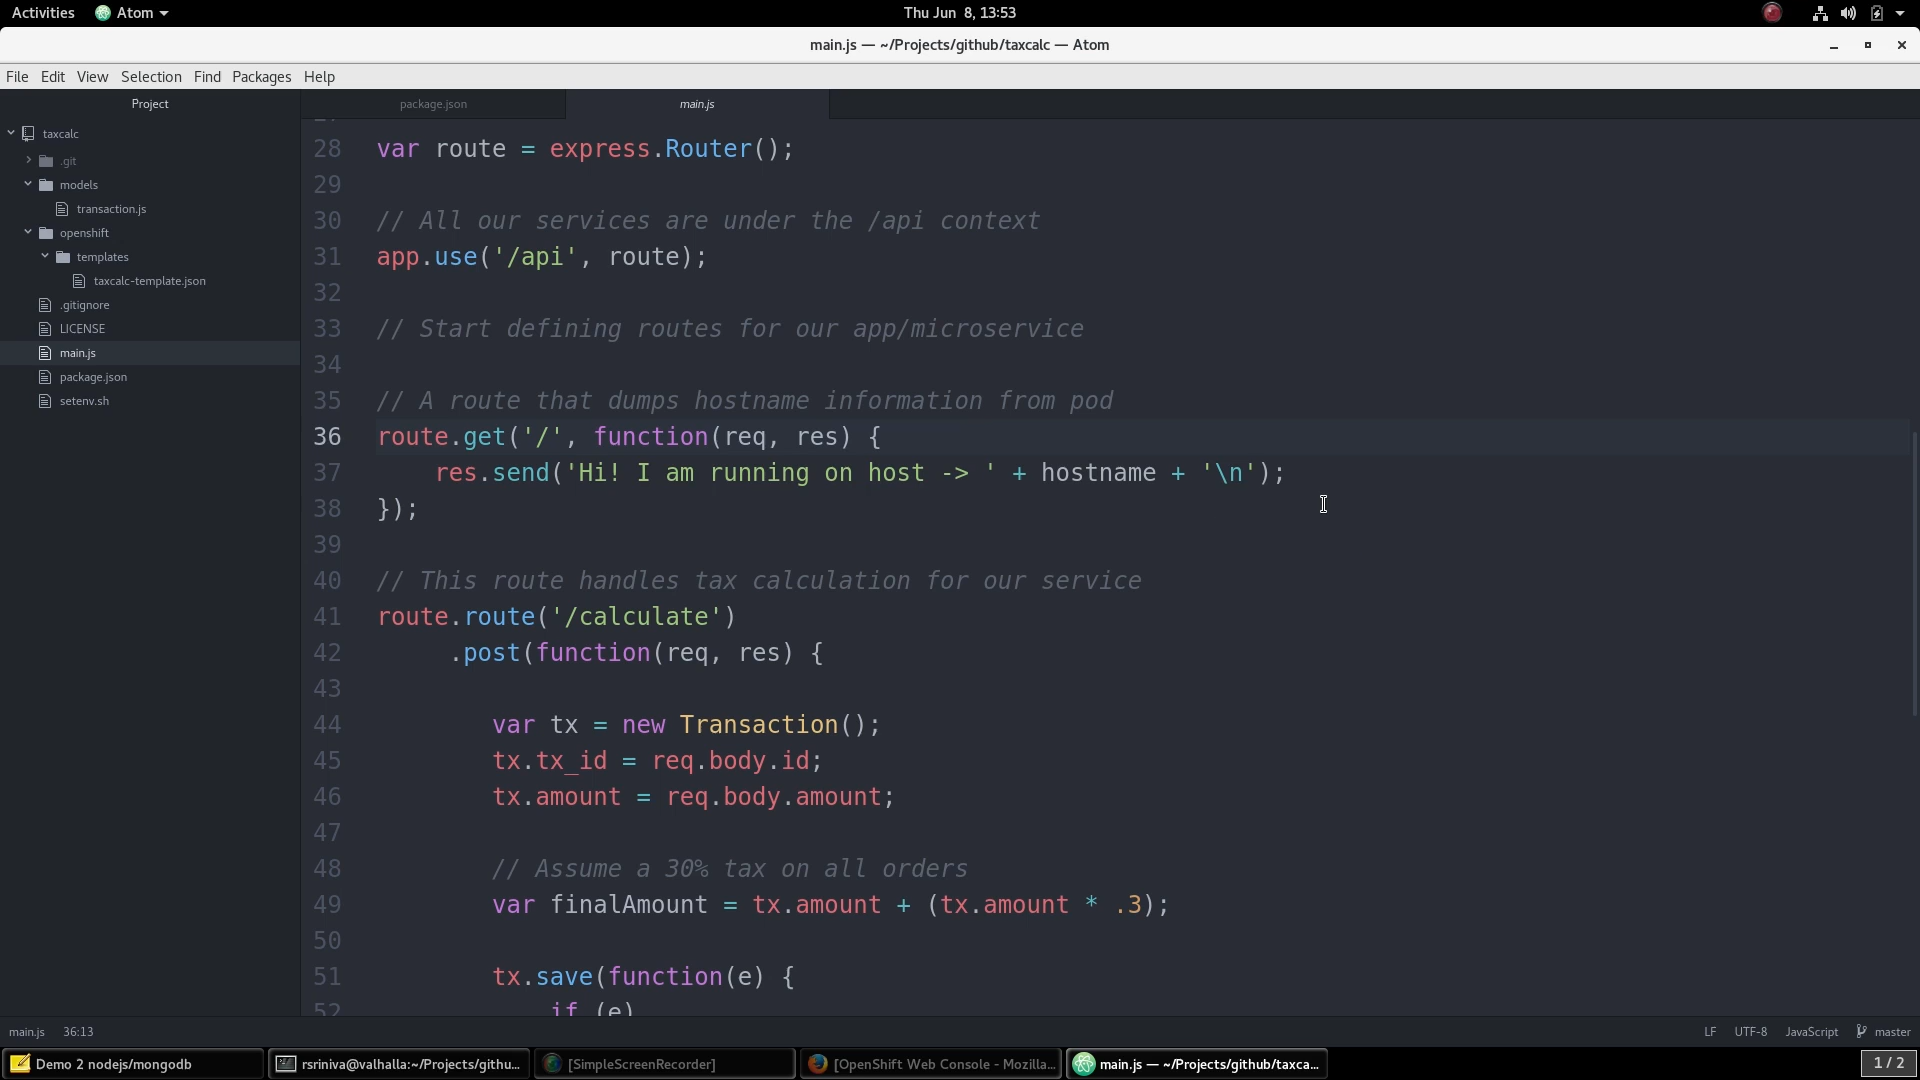 Activities Atom Thu Jun 8, 13:53
main.js — ~/Projects/github/taxcalc — Atom
File Edit View Selection Find Packages Help
Project
taxcalc
.git
models
transaction.js
openshift
templates
taxcalc-template.json
.gitignore
LICENSE
main.js
package.json
setenv.sh
package.json main.js
28 var route = express.Router();
29
30 // All our services are under the /api context
31 app.use('/api', route);
32
33 // Start defining routes for our app/microservice
34
35 // A route that dumps hostname information from pod
36 route.get('/', function(req, res) {
37     res.send('Hi! I am running on host -> ' + hostname + '\n');
38 });
39
40 // This route handles tax calculation for our service
41 route.route('/calculate')
42      .post(function(req, res) {
43
44         var tx = new Transaction();
45         tx.tx_id = req.body.id;
46         tx.amount = req.body.amount;
47
48         // Assume a 30% tax on all orders
49         var finalAmount = tx.amount + (tx.amount * .3);
50
51         tx.save(function(e) {
52             if (e)
main.js 36:13 LF UTF-8 JavaScript master
Demo 2 nodejs/mongodb rsriniva@valhalla:~/Projects/githu... [SimpleScreenRecorder] [OpenShift Web Console - Mozilla... main.js — ~/Projects/github/taxca... 1 / 2